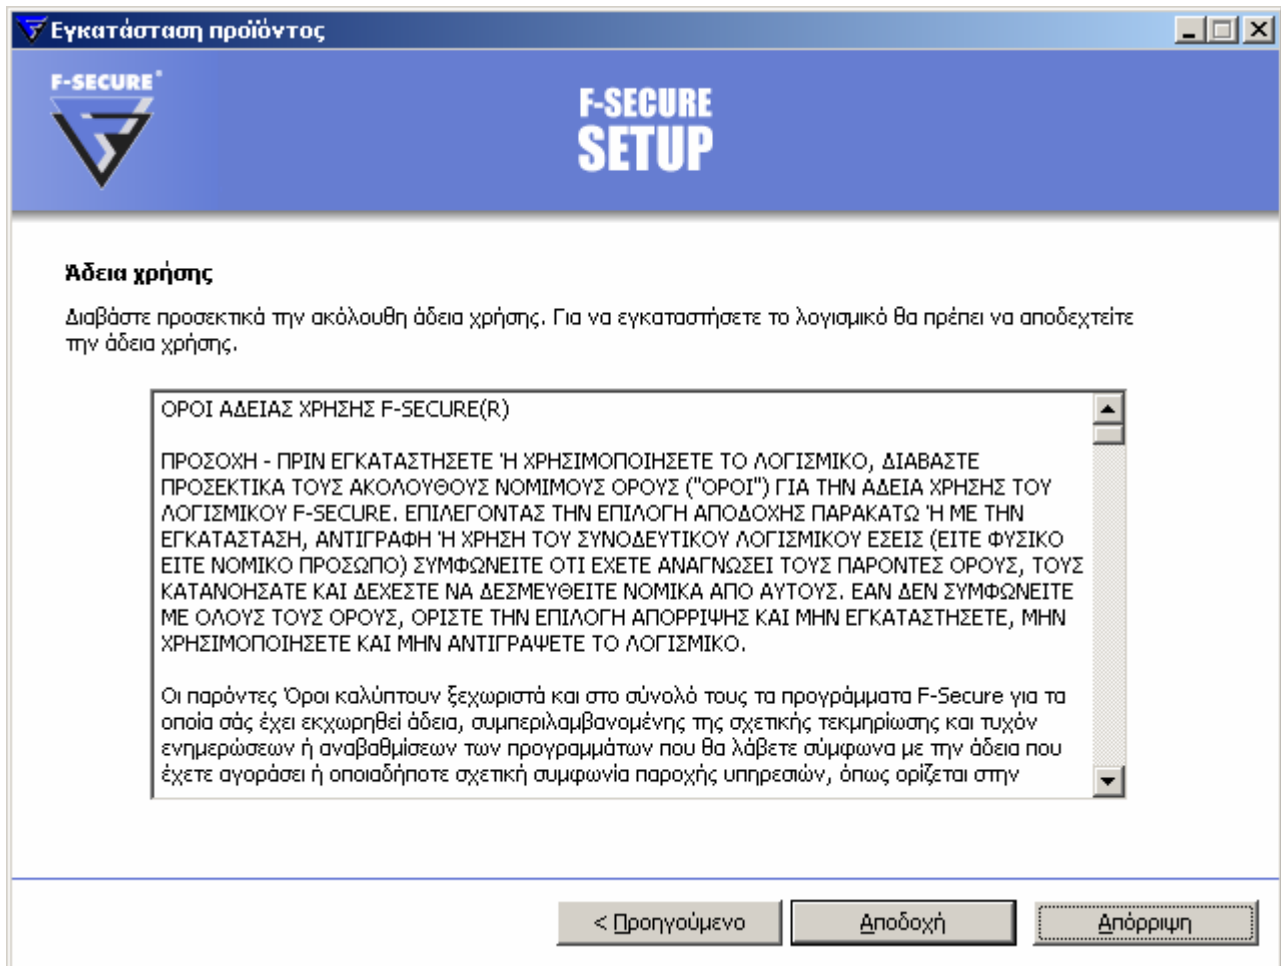 Εγκατάσταση προϊόντος
F-SECURE®
F-SECURE
SETUP
Άδεια χρήσης
Διαβάστε προσεκτικά την ακόλουθη άδεια χρήσης. Για να εγκαταστήσετε το λογισμικό θα πρέπει να αποδεχτείτε
την άδεια χρήσης.
ΟΡΟΙ ΑΔΕΙΑΣ ΧΡΗΣΗΣ F-SECURE(R)
ΠΡΟΣΟΧΗ - ΠΡΙΝ ΕΓΚΑΤΑΣΤΗΣΕΤΕ Ή ΧΡΗΣΙΜΟΠΟΙΗΣΕΤΕ ΤΟ ΛΟΓΙΣΜΙΚΟ, ΔΙΑΒΑΣΤΕ
ΠΡΟΣΕΚΤΙΚΑ ΤΟΥΣ ΑΚΟΛΟΥΘΟΥΣ ΝΟΜΙΜΟΥΣ ΟΡΟΥΣ ("ΟΡΟΙ") ΓΙΑ ΤΗΝ ΑΔΕΙΑ ΧΡΗΣΗΣ ΤΟΥ
ΛΟΓΙΣΜΙΚΟΥ F-SECURE. ΕΠΙΛΕΓΟΝΤΑΣ ΤΗΝ ΕΠΙΛΟΓΗ ΑΠΟΔΟΧΗΣ ΠΑΡΑΚΑΤΩ Ή ΜΕ ΤΗΝ
ΕΓΚΑΤΑΣΤΑΣΗ, ΑΝΤΙΓΡΑΦΗ Ή ΧΡΗΣΗ ΤΟΥ ΣΥΝΟΔΕΥΤΙΚΟΥ ΛΟΓΙΣΜΙΚΟΥ ΕΣΕΙΣ (ΕΙΤΕ ΦΥΣΙΚΟ
ΕΙΤΕ ΝΟΜΙΚΟ ΠΡΟΣΩΠΟ) ΣΥΜΦΩΝΕΙΤΕ ΟΤΙ ΕΧΕΤΕ ΑΝΑΓΝΩΣΕΙ ΤΟΥΣ ΠΑΡΟΝΤΕΣ ΟΡΟΥΣ, ΤΟΥΣ
ΚΑΤΑΝΟΗΣΑΤΕ ΚΑΙ ΔΕΧΕΣΤΕ ΝΑ ΔΕΣΜΕΥΘΕΙΤΕ ΝΟΜΙΚΑ ΑΠΟ ΑΥΤΟΥΣ. ΕΑΝ ΔΕΝ ΣΥΜΦΩΝΕΙΤΕ
ΜΕ ΟΛΟΥΣ ΤΟΥΣ ΟΡΟΥΣ, ΟΡΙΣΤΕ ΤΗΝ ΕΠΙΛΟΓΗ ΑΠΟΡΡΙΨΗΣ ΚΑΙ ΜΗΝ ΕΓΚΑΤΑΣΤΗΣΕΤΕ, ΜΗΝ
ΧΡΗΣΙΜΟΠΟΙΗΣΕΤΕ ΚΑΙ ΜΗΝ ΑΝΤΙΓΡΑΨΕΤΕ ΤΟ ΛΟΓΙΣΜΙΚΟ.
Οι παρόντες Όροι καλύπτουν ξεχωριστά και στο σύνολό τους τα προγράμματα F-Secure για τα
οποία σάς έχει εκχωρηθεί άδεια, συμπεριλαμβανομένης της σχετικής τεκμηρίωσης και τυχόν
ενημερώσεων ή αναβαθμίσεων των προγραμμάτων που θα λάβετε σύμφωνα με την άδεια που
έχετε αγοράσει ή οποιαδήποτε σχετική συμφωνία παροχής υπηρεσιών, όπως ορίζεται στην
< Προηγούμενο
Αποδοχή
Απόρριψη